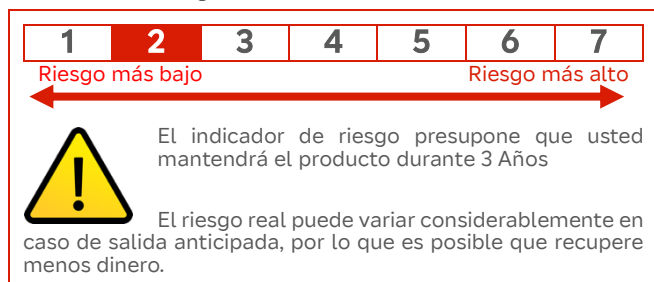 1 2 3 4 5 6 7
Riesgo más bajo Riesgo más alto
El indicador de riesgo presupone que usted
mantendrá el producto durante 3 Años
El riesgo real puede variar considerablemente en
caso de salida anticipada, por lo que es posible que recupere
menos dinero.